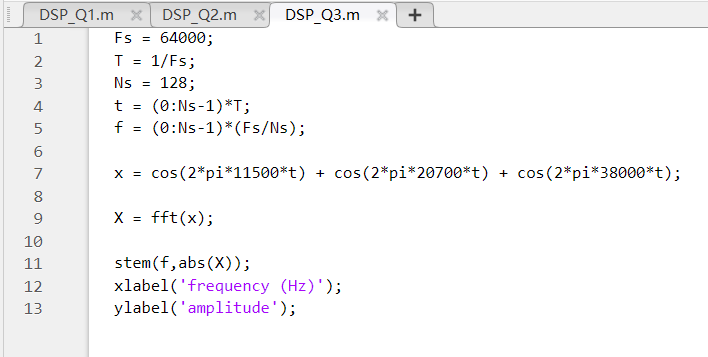 DSP_Q1.m × DSP_Q2.m × DSP_Q3.m × +
1 Fs = 64000;
2 T = 1/Fs;
3 Ns = 128;
4 t = (0:Ns-1)*T;
5 f = (0:Ns-1)*(Fs/Ns);
6
7 x = cos(2*pi*11500*t) + cos(2*pi*20700*t) + cos(2*pi*38000*t);
8
9 X = fft(x);
10
11 stem(f,abs(X));
12 xlabel('frequency (Hz)');
13 ylabel('amplitude');